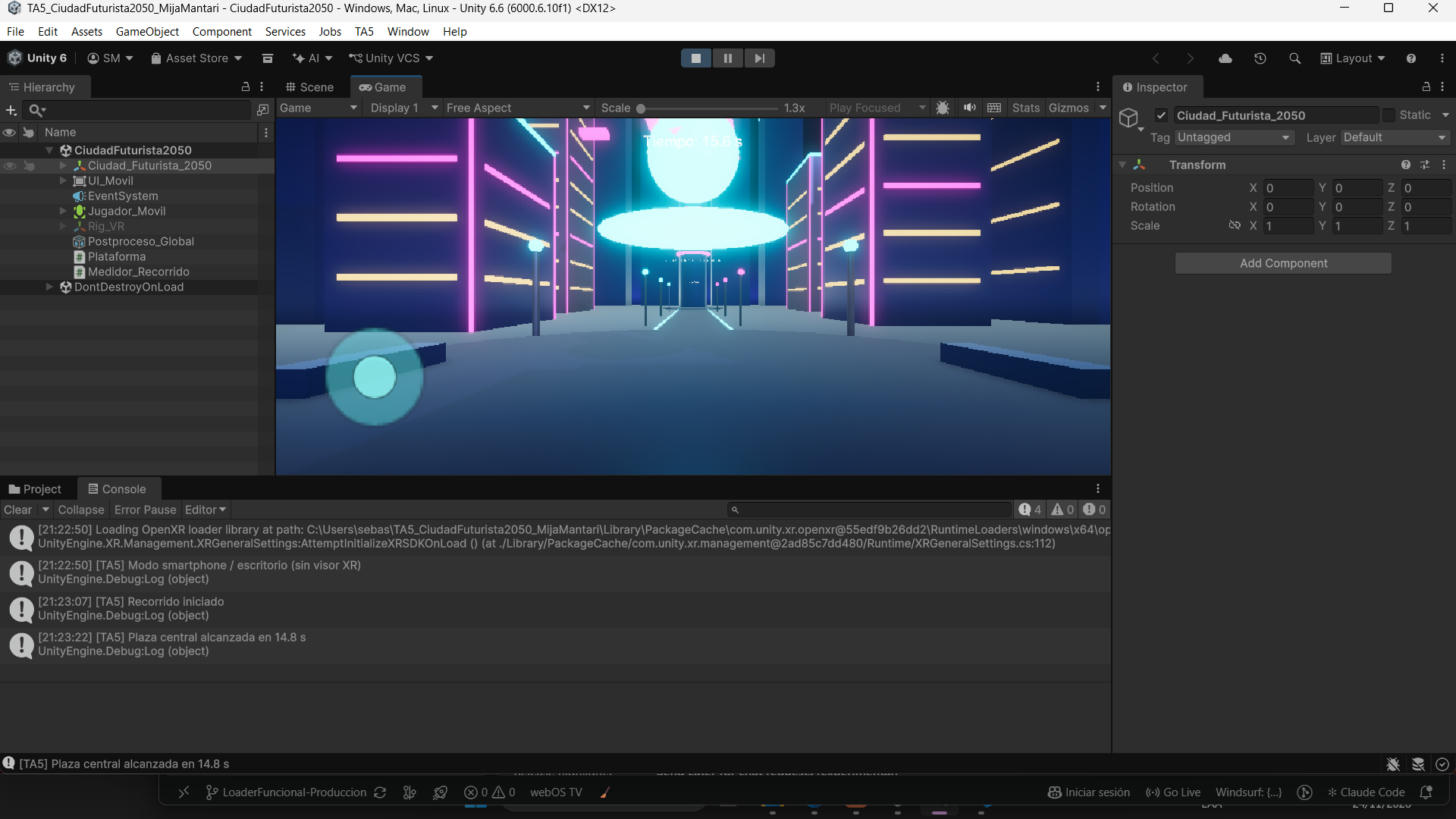 TA5_CiudadFuturista2050_MijaMantari - CiudadFuturista2050 - Windows, Mac, Linux - Unity 6.6 (6000.6.10f1) <DX12>
File Edit Assets GameObject Component Services Jobs TA5 Window Help
Unity 6 SM Asset Store AI Unity VCS Layout
Hierarchy
Scene Game
Inspector
Game Display 1 Free Aspect Scale 1.3x Play Focused Stats Gizmos
Name
CiudadFuturista2050
Ciudad_Futurista_2050
UI_Movil
EventSystem
Jugador_Movil
Rig_VR
Postproceso_Global
Plataforma
Medidor_Recorrido
DontDestroyOnLoad
Tiempo: 15.8 s
Ciudad_Futurista_2050 Static
Tag Untagged Layer Default
Transform
Position X 0 Y 0 Z 0
Rotation X 0 Y 0 Z 0
Scale X 1 Y 1 Z 1
Add Component
Project Console
Clear Collapse Error Pause Editor 4 0 0
[21:22:50] Loading OpenXR loader library at path: C:\Users\sebas\TA5_CiudadFuturista2050_MijaMantari\Library\PackageCache\com.unity.xr.openxr@55edf9b26dd2\RuntimeLoaders\windows\x64\op
UnityEngine.XR.Management.XRGeneralSettings:AttemptInitializeXRSDKOnLoad () (at ./Library/PackageCache/com.unity.xr.management@2ad85c7dd480/Runtime/XRGeneralSettings.cs:112)
[21:22:50] [TA5] Modo smartphone / escritorio (sin visor XR)
UnityEngine.Debug:Log (object)
[21:23:07] [TA5] Recorrido iniciado
UnityEngine.Debug:Log (object)
[21:23:22] [TA5] Plaza central alcanzada en 14.8 s
UnityEngine.Debug:Log (object)
[TA5] Plaza central alcanzada en 14.8 s
LoaderFuncional-Produccion 0 0 webOS TV Iniciar sesión Go Live Windsurf: {...} Claude Code